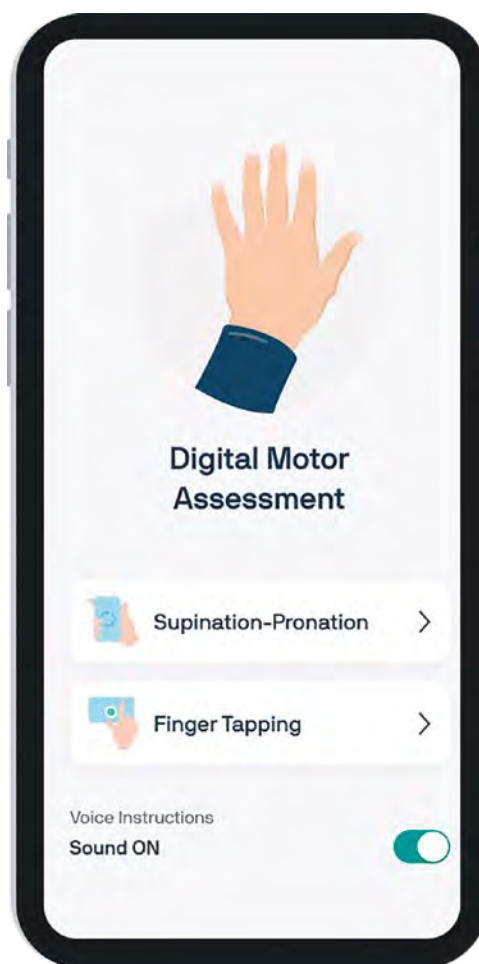 Digital Motor
Assessment
Supination-Pronation
Finger Tapping
Voice Instructions
Sound ON